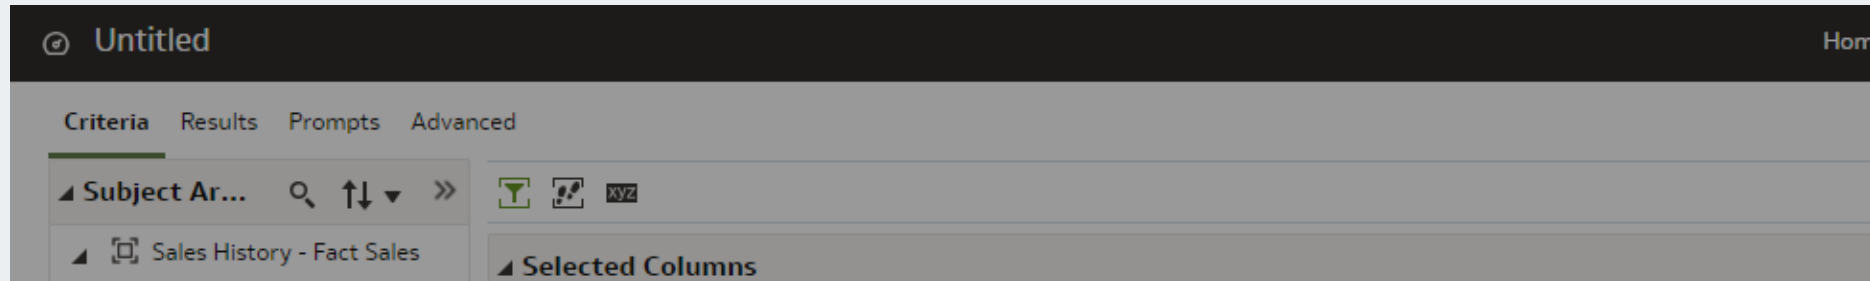 Untitled
Hom
Criteria Results Prompts Advanced
Subject Ar...
xyz
Sales History - Fact Sales
Selected Columns